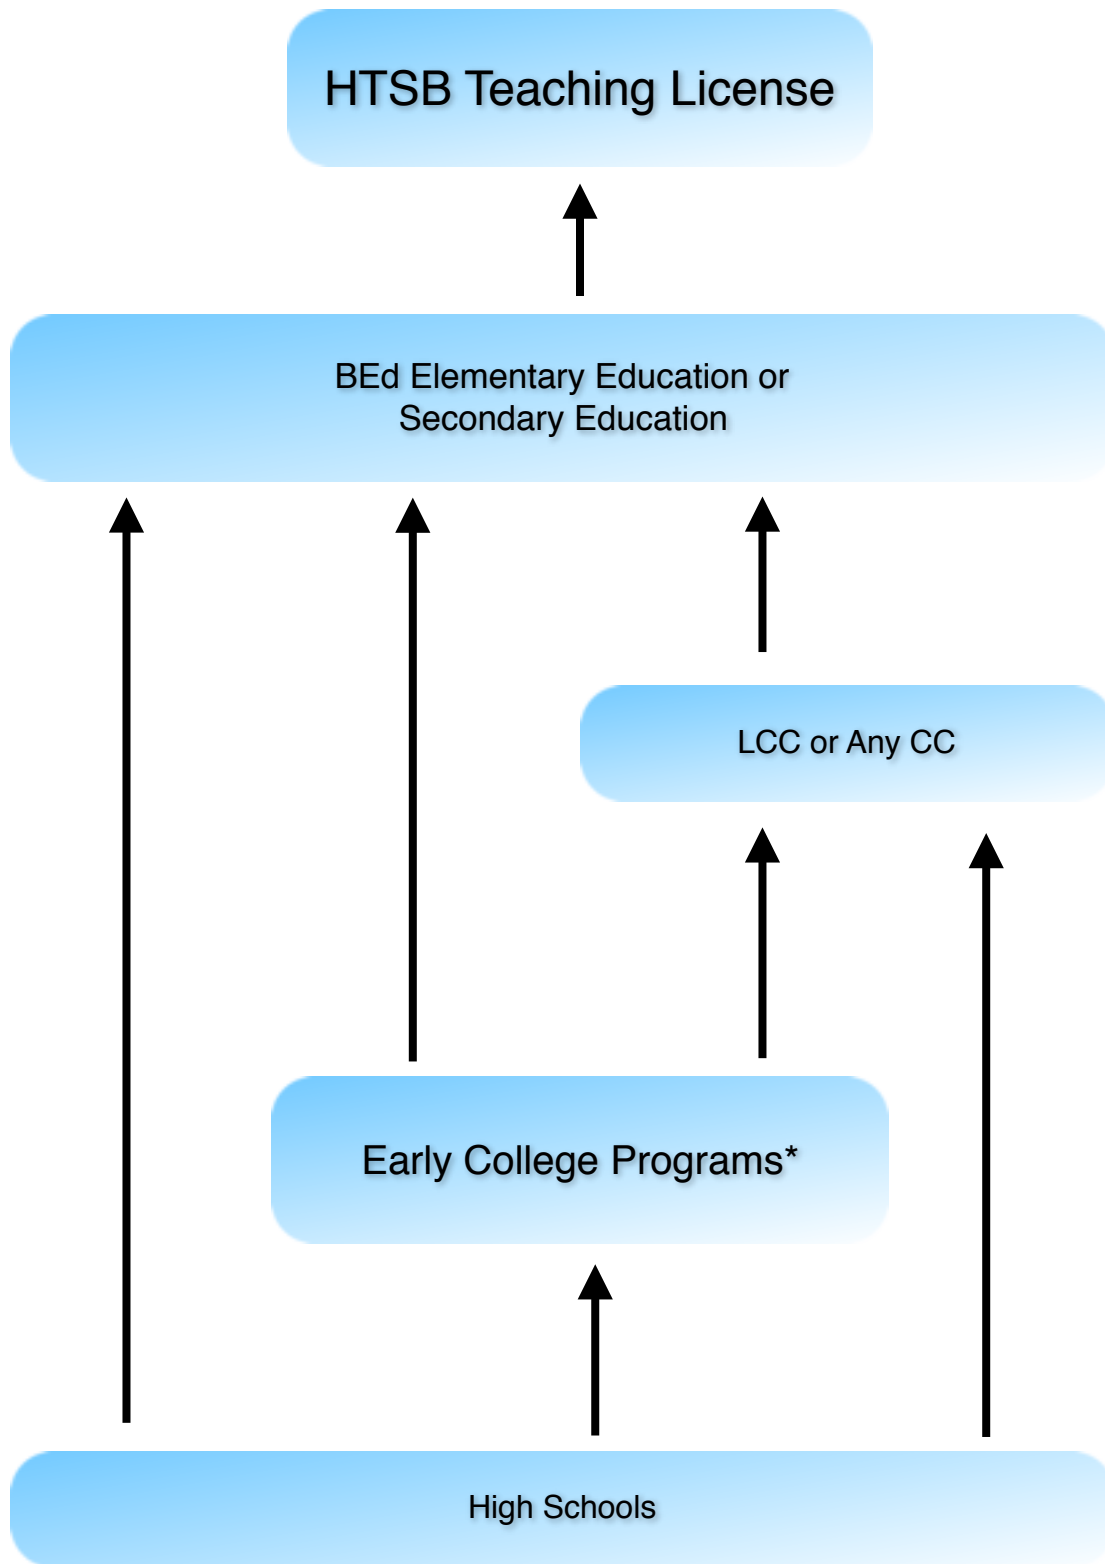 HTSB Teaching License
BEd Elementary Education or
Secondary Education
LCC or Any CC
Early College Programs*
High Schools